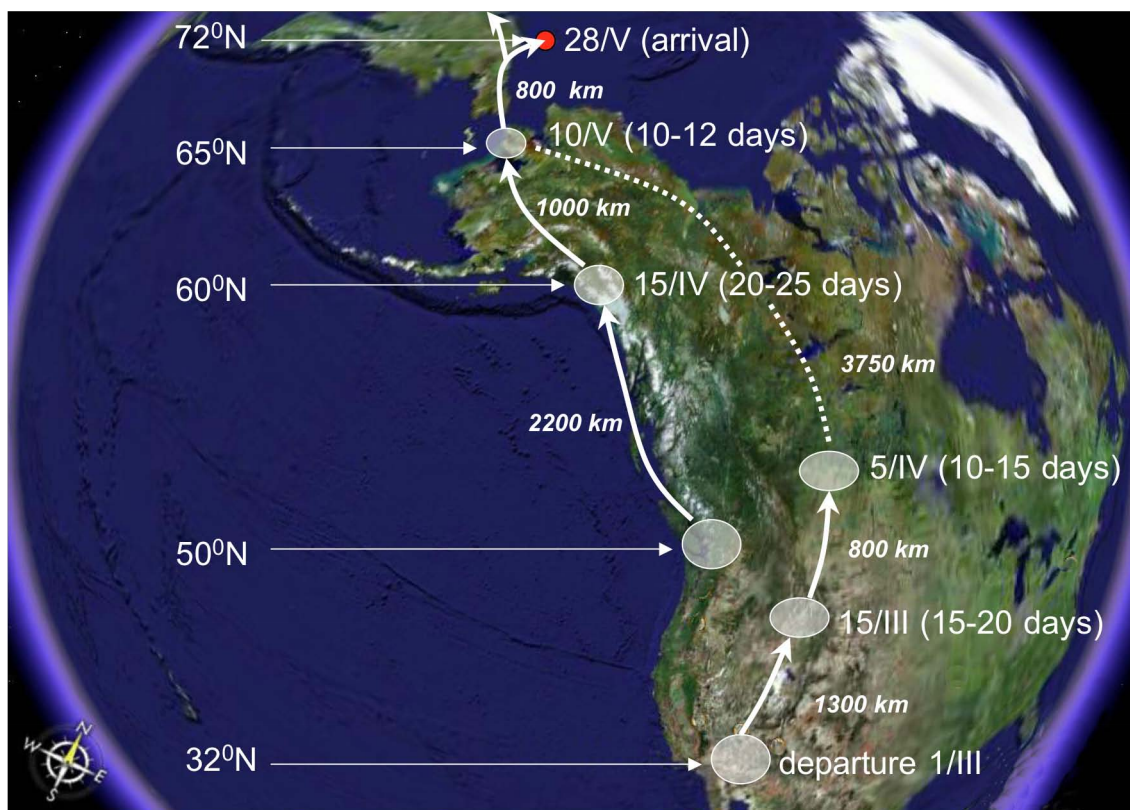 72⁰N
28/V (arrival)
800 km
10/V (10-12 days)
65⁰N
1000 km
15/IV (20-25 days)
60⁰N
3750 km
2200 km
5/IV (10-15 days)
50⁰N
800 km
15/III (15-20 days)
1300 km
32⁰N
departure 1/III
N
W
E
S